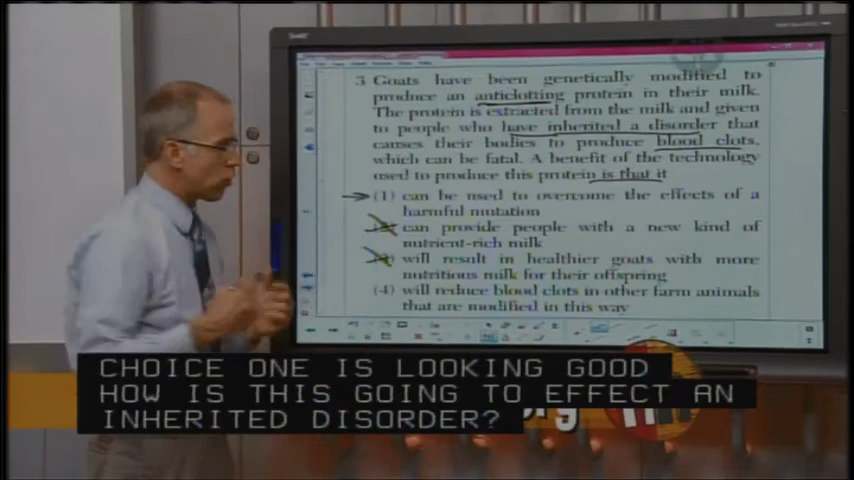 3 Goats have been genetically modified to
produce an anticlotting protein in their milk.
The protein is extracted from the milk and given
to people who have inherited a disorder that
causes their bodies to produce blood clots,
which can be fatal. A benefit of the technology
used to produce this protein is that it
(1) can be used to overcome the effects of a
harmful mutation
can provide people with a new kind of
nutrient-rich milk
will result in healthier goats with more
nutritious milk for their offspring
(4) will reduce blood clots in other farm animals
that are modified in this way
CHOICE ONE IS LOOKING GOOD
HOW IS THIS GOING TO EFFECT AN
INHERITED DISORDER?
.org